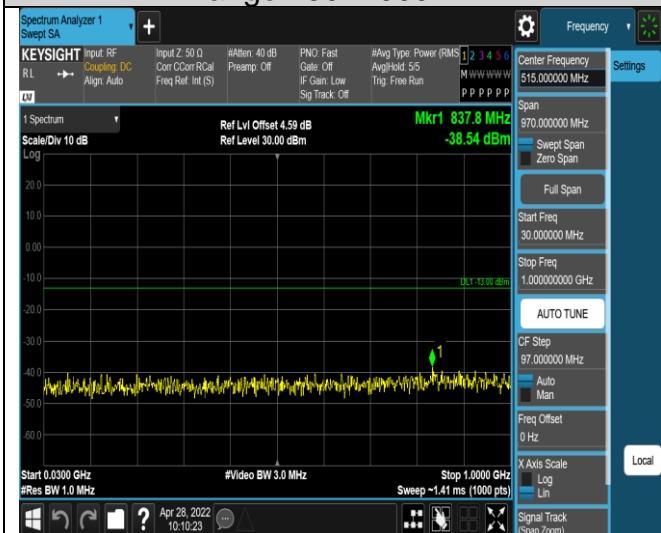 Spectrum Analyzer 1
Swept SA
+
Frequency
KEYSIGHT
RL
LXI
Input: RF
Coupling: DC
Align: Auto
Input Z: 50 Ω
Corr CCorr RCal
Freq Ref: Int (S)
#Atten: 40 dB
Preamp: Off
PNO: Fast
Gate: Off
IF Gain: Low
Sig Track: Off
#Avg Type: Power (RMS
Avg|Hold: 5/5
Trig: Free Run
1 2 3 4 5 6
M W W W W W
P P P P P P
1 Spectrum
Scale/Div 10 dB
Log
Ref Lvl Offset 4.59 dB
Ref Level 30.00 dBm
Mkr1 837.8 MHz
-38.54 dBm
20.0
10.0
0.00
-10.0
DL1 -13.00 dBm
-20.0
-30.0
1
-40.0
-50.0
-60.0
Start 0.0300 GHz
#Res BW 1.0 MHz
#Video BW 3.0 MHz
Stop 1.0000 GHz
Sweep ~1.41 ms (1000 pts)
?
Apr 28, 2022
10:10:23
Center Frequency
515.000000 MHz
Settings
Span
970.000000 MHz
Swept Span
Zero Span
Full Span
Start Freq
30.000000 MHz
Stop Freq
1.000000000 GHz
AUTO TUNE
CF Step
97.000000 MHz
Auto
Man
Freq Offset
0 Hz
X Axis Scale
Log
Lin
Local
Signal Track
(Span Zoom)